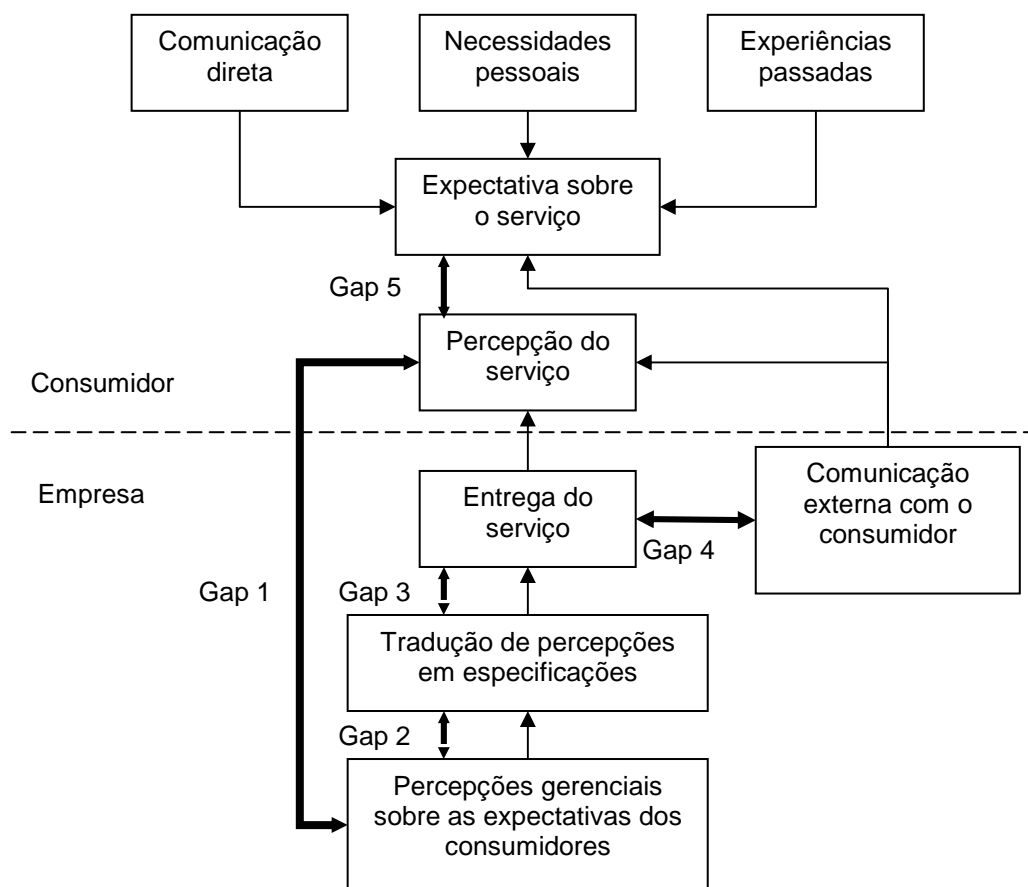 Comunicação
direta
Necessidades
pessoais
Experiências
passadas
Expectativa sobre
o serviço
Gap 5
Percepção do
serviço
Consumidor
Empresa
Entrega do
serviço
Comunicação
externa com o
consumidor
Gap 4
Gap 1
Gap 3
Tradução de percepções
em especificações
Gap 2
Percepções gerenciais
sobre as expectativas dos
consumidores